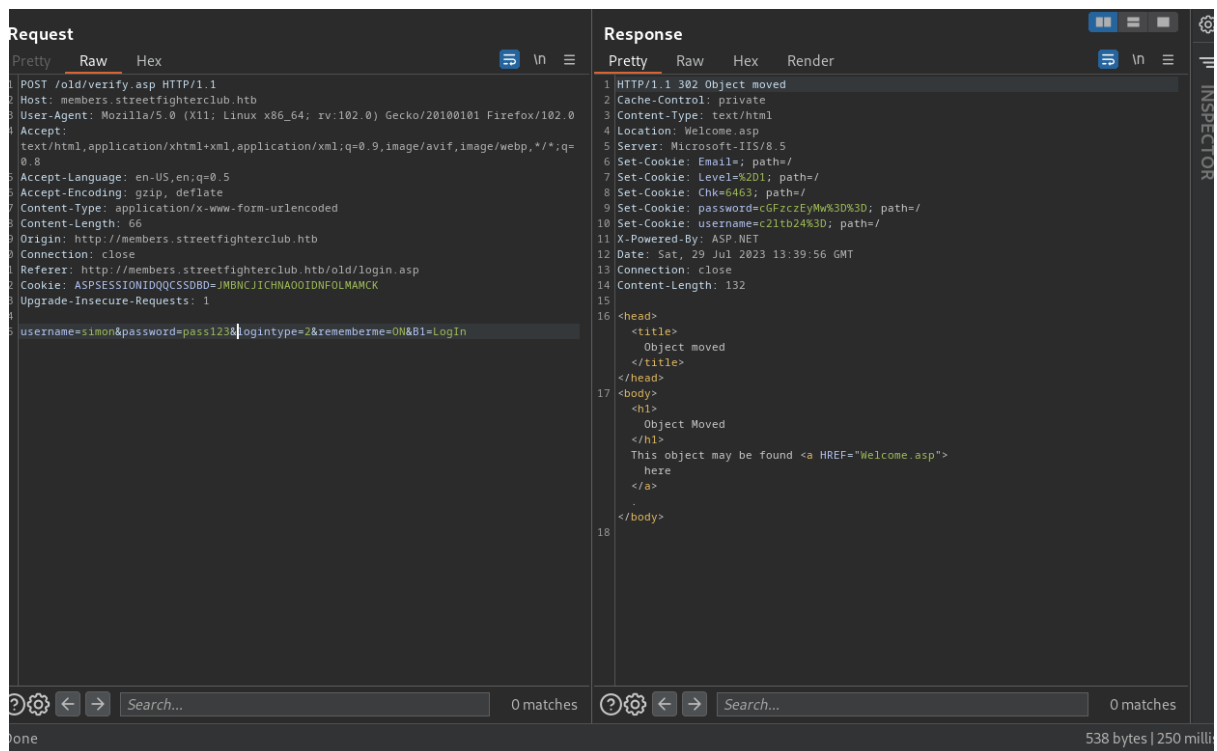 Request
Pretty Raw Hex
\n
1 POST /old/verify.asp HTTP/1.1
2 Host: members.streetfighterclub.htb
3 User-Agent: Mozilla/5.0 (X11; Linux x86_64; rv:102.0) Gecko/20100101 Firefox/102.0
4 Accept:
text/html,application/xhtml+xml,application/xml;q=0.9,image/avif,image/webp,*/*;q=
0.8
5 Accept-Language: en-US,en;q=0.5
6 Accept-Encoding: gzip, deflate
7 Content-Type: application/x-www-form-urlencoded
8 Content-Length: 66
9 Origin: http://members.streetfighterclub.htb
0 Connection: close
1 Referer: http://members.streetfighterclub.htb/old/login.asp
2 Cookie: ASPSESSIONIDQQCSSDBD=JMBNCJICHNAOOIDNFOLMAMCK
3 Upgrade-Insecure-Requests: 1
4
5 username=simon&password=pass123&logintype=2&rememberme=ON&B1=LogIn
Search...
0 matches
Response
Pretty Raw Hex Render
\n
1 HTTP/1.1 302 Object moved
2 Cache-Control: private
3 Content-Type: text/html
4 Location: Welcome.asp
5 Server: Microsoft-IIS/8.5
6 Set-Cookie: Email=; path=/
7 Set-Cookie: Level=%2D1; path=/
8 Set-Cookie: Chk=6463; path=/
9 Set-Cookie: password=cGFzczEyMw%3D%3D; path=/
10 Set-Cookie: username=c2ltb24%3D; path=/
11 X-Powered-By: ASP.NET
12 Date: Sat, 29 Jul 2023 13:39:56 GMT
13 Connection: close
14 Content-Length: 132
15
16 <head>
<title>
Object moved
</title>
</head>
17 <body>
<h1>
Object Moved
</h1>
This object may be found <a HREF="Welcome.asp">
here
</a>
.
</body>
18
Search...
0 matches
INSPECTOR
Done
538 bytes | 250 millis